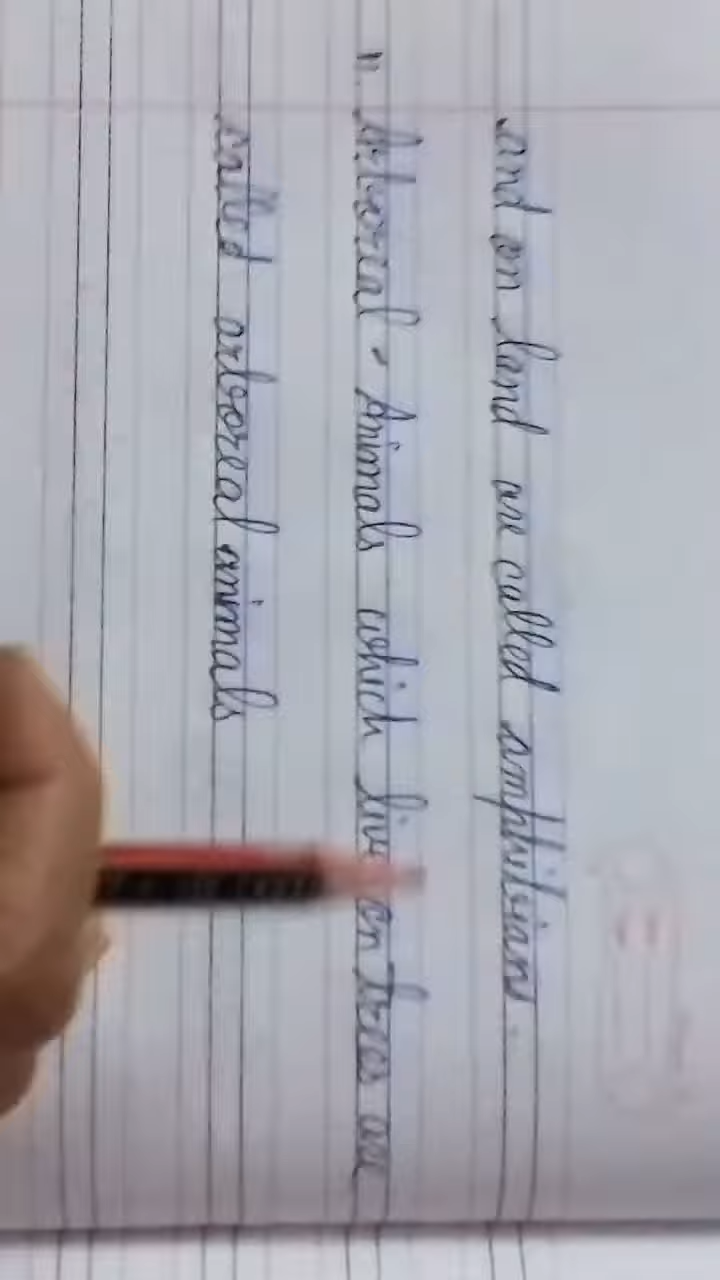 and on land are called amphibians.
11. Arboreal - Animals which live on Trees are
called arboreal animals